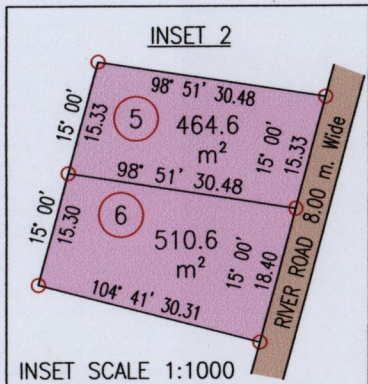 INSET 2
98° 51' 30.48
15° 00'
15.33
5
464.6
m²
15° 00'
15.33
98° 51' 30.48
15° 00'
15.30
6
510.6
m²
15° 00'
18.40
104° 41' 30.31
RIVER ROAD 8.00 m. Wide
INSET SCALE 1:1000